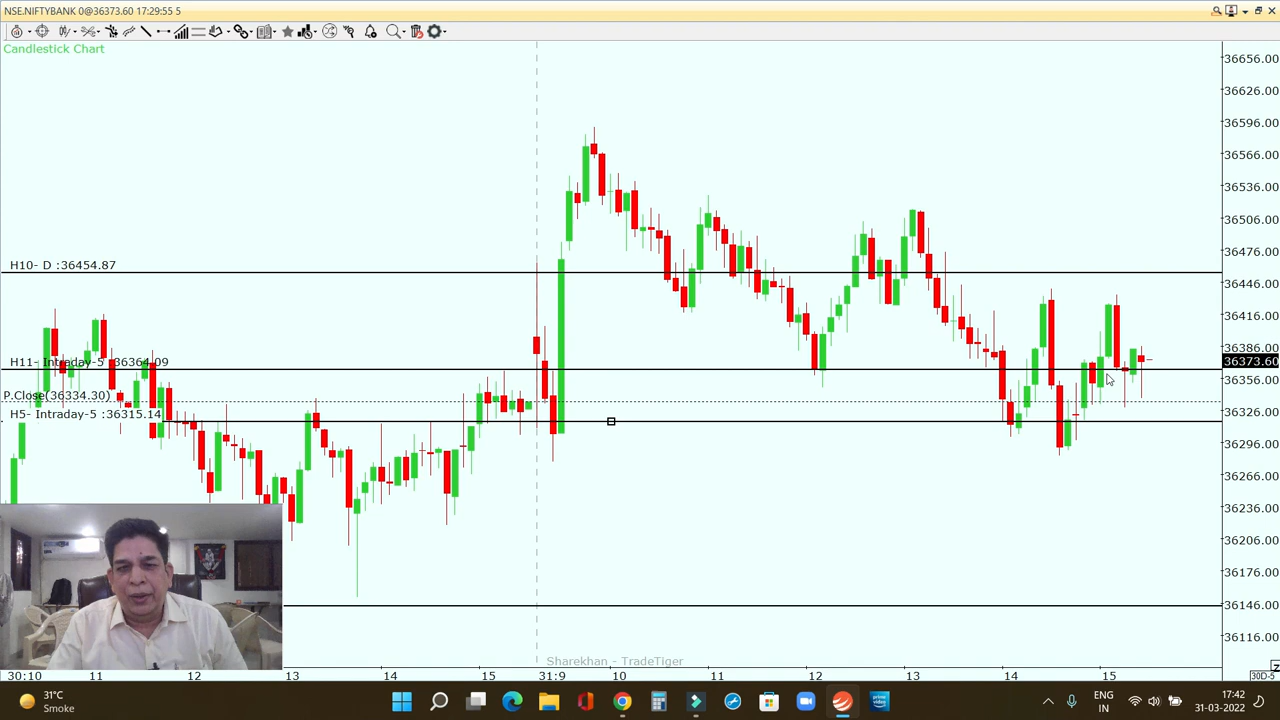 NSE.NIFTYBANK 0@36373.60 17:29:55 5
Candlestick Chart
36656.00
36626.00
36596.00
36566.00
36536.00
36506.00
36476.00
H10- D :36454.87
36446.00
36416.00
36386.00
H11- Intraday-5 :36364.09
36373.60
36356.00
P.Close(36334.30)
H5- Intraday-5 :36315.14
36326.00
36296.00
36266.00
36236.00
36206.00
36176.00
36146.00
36116.00
Sharekhan - TradeTiger
30:10 11 12 13 14 15 31:9 10 11 12 13 14 15
30D-5
31°C
Smoke
ENG
IN
17:42
31-03-2022